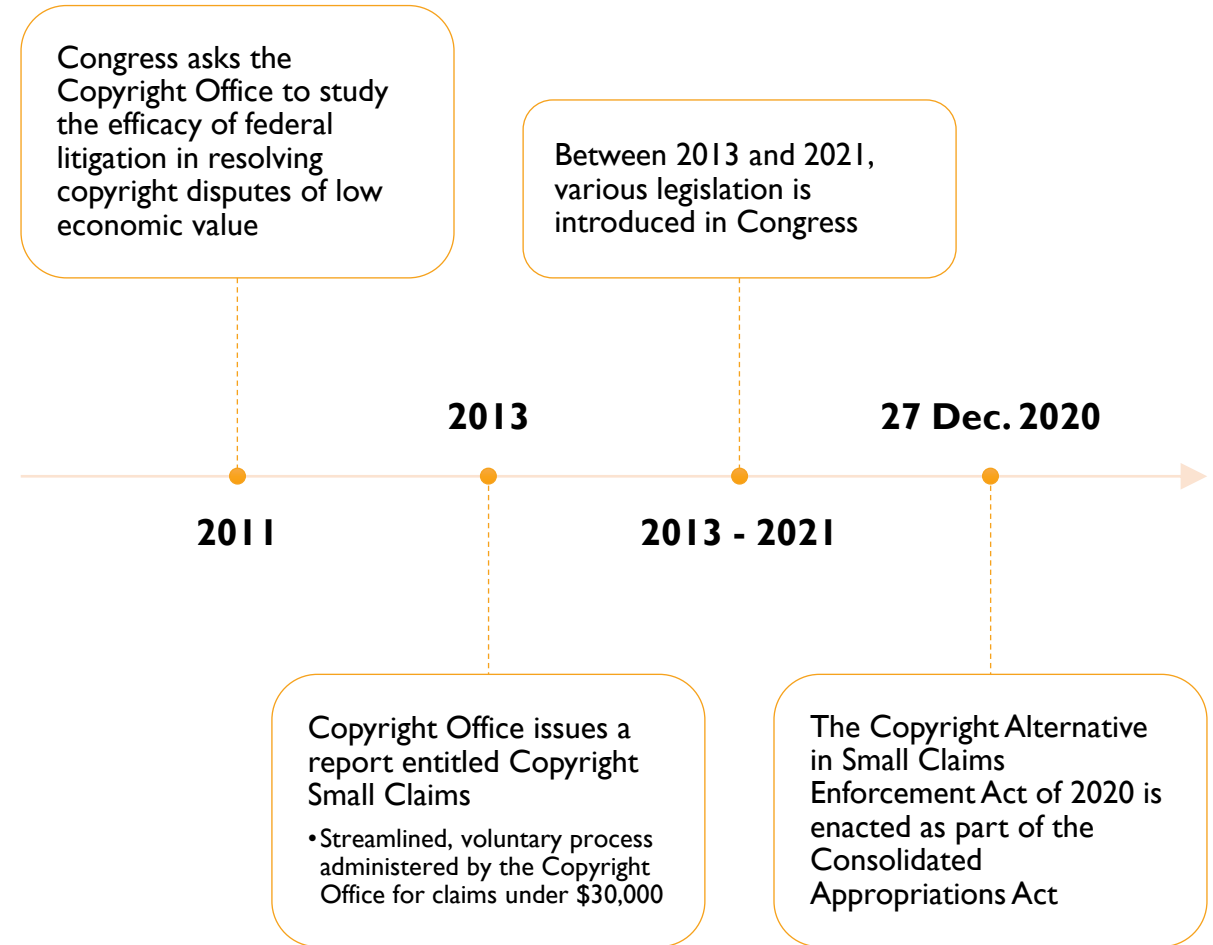 Congress asks the
Copyright Office to study
the efficacy of federal
litigation in resolving
copyright disputes of low
economic value
2011
2013
Copyright Office issues a
report entitled Copyright
Small Claims
•Streamlined, voluntary process
administered by the Copyright
Office for claims under $30,000
Between 2013 and 2021,
various legislation is
introduced in Congress
2013 - 2021
27 Dec. 2020
The Copyright Alternative
in Small Claims
Enforcement Act of 2020 is
enacted as part of the
Consolidated
Appropriations Act